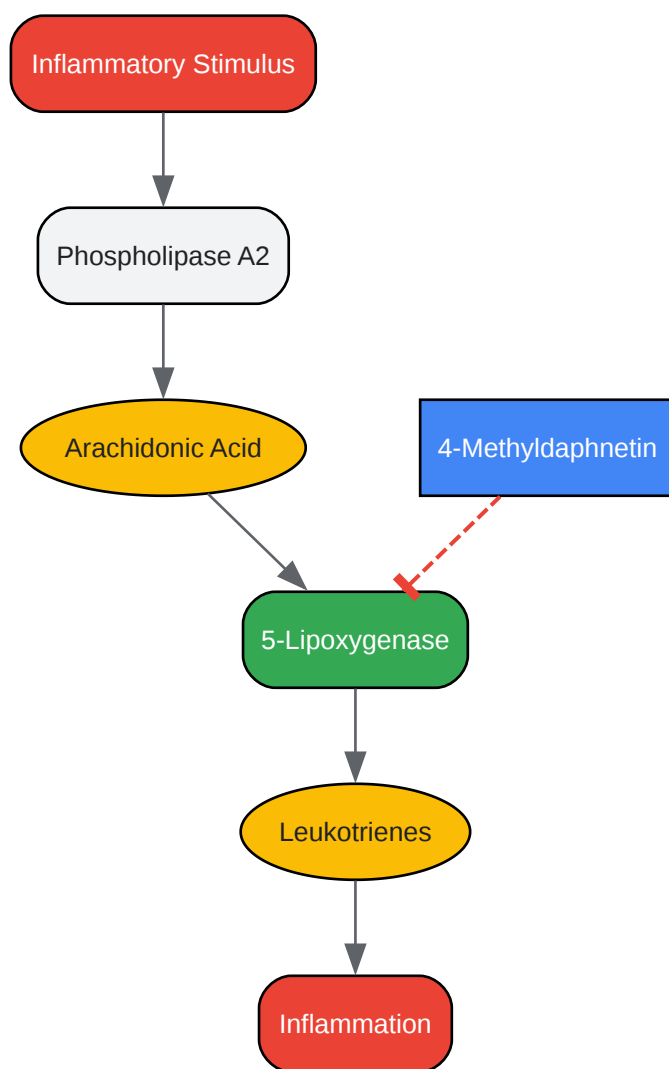 Inflammatory Stimulus
Phospholipase A2
Arachidonic Acid
4-Methyldaphnetin
5-Lipoxygenase
Leukotrienes
Inflammation